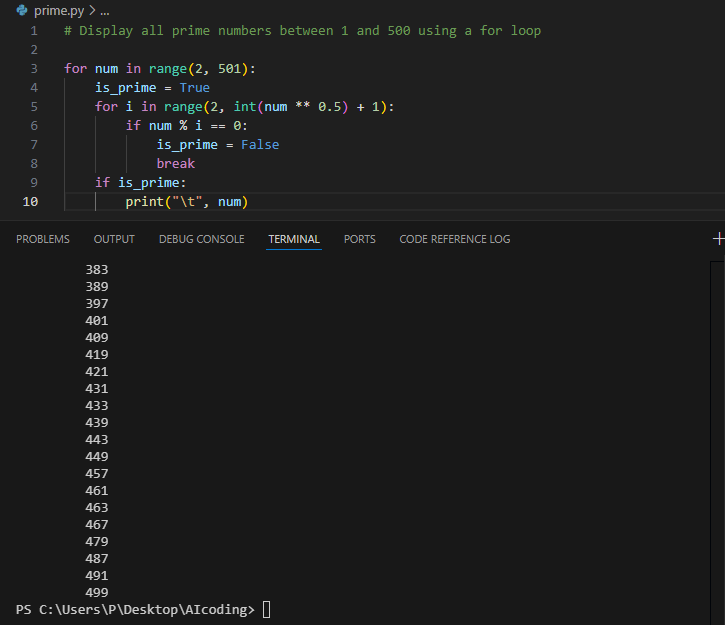 prime.py > ...
1 # Display all prime numbers between 1 and 500 using a for loop
2
3 for num in range(2, 501):
4     is_prime = True
5     for i in range(2, int(num ** 0.5) + 1):
6         if num % i == 0:
7             is_prime = False
8             break
9     if is_prime:
10         print("\t", num)
PROBLEMS OUTPUT DEBUG CONSOLE TERMINAL PORTS CODE REFERENCE LOG +
383
389
397
401
409
419
421
431
433
439
443
449
457
461
463
467
479
487
491
499
PS C:\Users\P\Desktop\AIcoding>